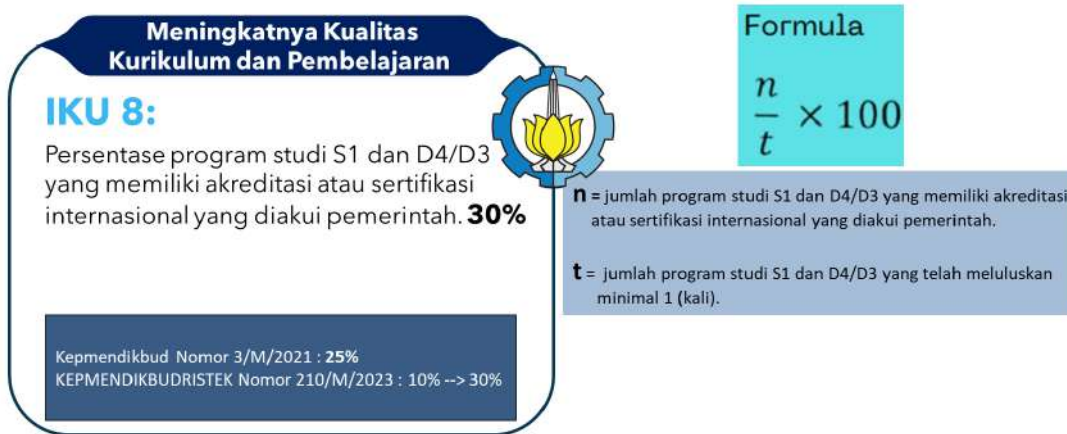 Meningkatnya Kualitas
Kurikulum dan Pembelajaran
IKU 8:
Persentase program studi S1 dan D4/D3
yang memiliki akreditasi atau sertifikasi
internasional yang diakui pemerintah. 30%
Kepmendikbud Nomor 3/M/2021 : 25%
KEPMENDIKBUDRISTEK Nomor 210/M/2023 : 10% --> 30%
Formula
n
t × 100
n = jumlah program studi S1 dan D4/D3 yang memiliki akreditasi
atau sertifikasi internasional yang diakui pemerintah.
t = jumlah program studi S1 dan D4/D3 yang telah meluluskan
minimal 1 (kali).